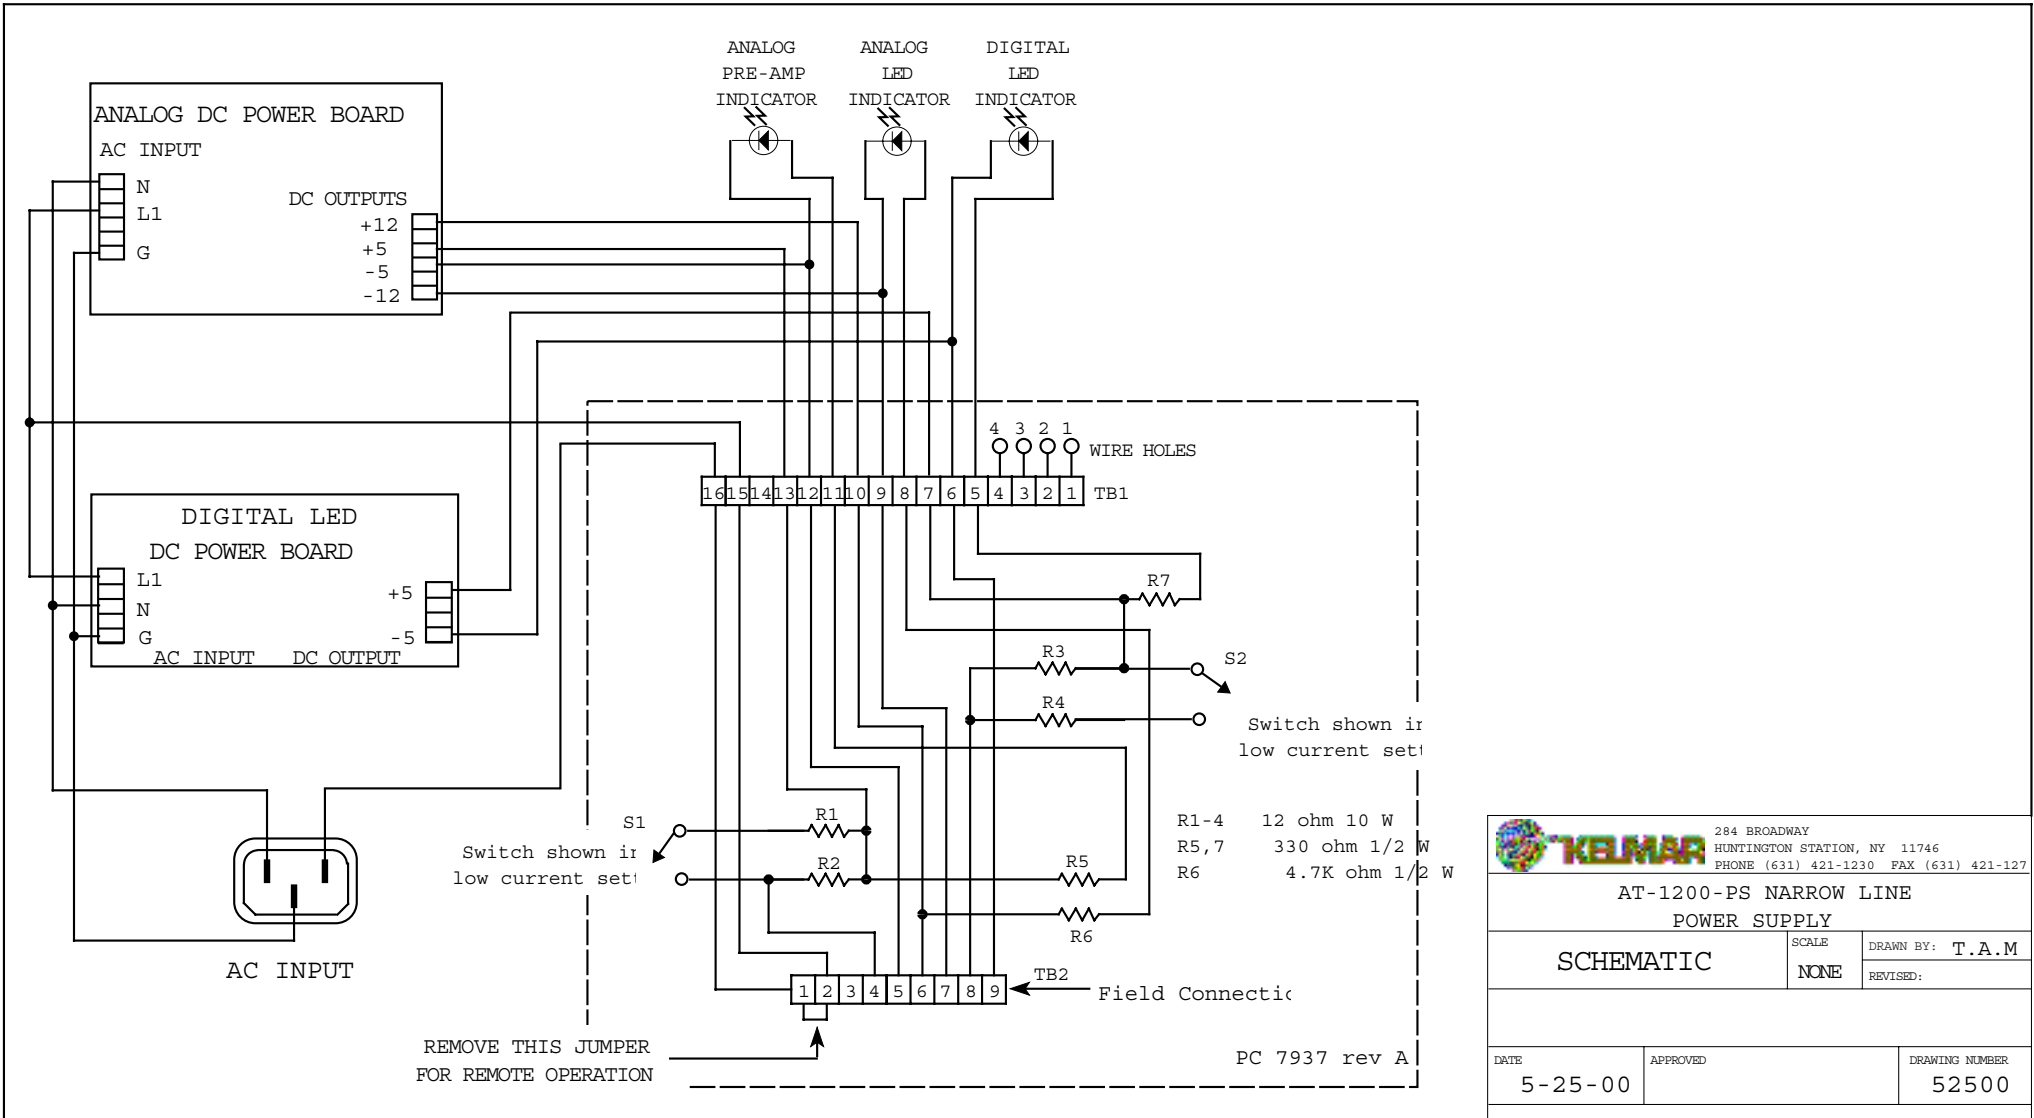 ANALOG
PRE-AMP
INDICATOR
ANALOG
LED
INDICATOR
DIGITAL
LED
INDICATOR
ANALOG DC POWER BOARD
AC INPUT
N
L1
G
DC OUTPUTS
+12
+5
-5
-12
4 3 2 1
WIRE HOLES
16 15 14 13 12 11 10 9 8 7 6 5 4 3 2 1 TB1
DIGITAL LED
DC POWER BOARD
L1
N
G
+5
-5
AC INPUT DC OUTPUT
R7
R3
S2
R4
Switch shown in
low current sett
S1
R1
Switch shown in
low current sett
R2
R5
R6
R1-4 12 ohm 10 W
R5,7 330 ohm 1/2 W
R6 4.7K ohm 1/2 W
AC INPUT
1 2 3 4 5 6 7 8 9
TB2
Field Connectic
REMOVE THIS JUMPER
FOR REMOTE OPERATION
PC 7937 rev A
KELMAR
284 BROADWAY
HUNTINGTON STATION, NY 11746
PHONE (631) 421-1230 FAX (631) 421-127
AT-1200-PS NARROW LINE
POWER SUPPLY
SCHEMATIC
SCALE
NONE
DRAWN BY: T.A.M
REVISED:
DATE
5-25-00
APPROVED
DRAWING NUMBER
52500